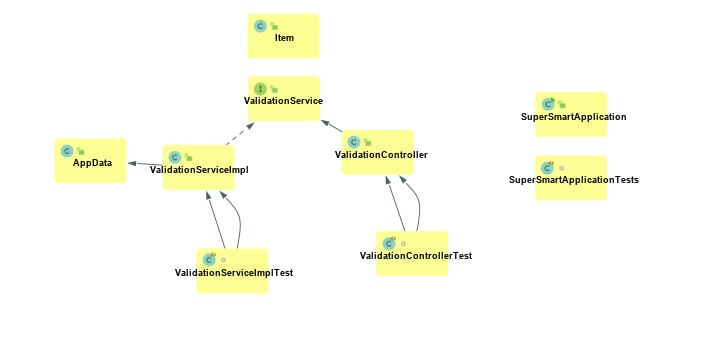 C
Item
I
ValidationService
C
SuperSmartApplication
C
AppData
C
ValidationServiceImpl
C
ValidationController
C
SuperSmartApplicationTests
C
ValidationServiceImplTest
C
ValidationControllerTest